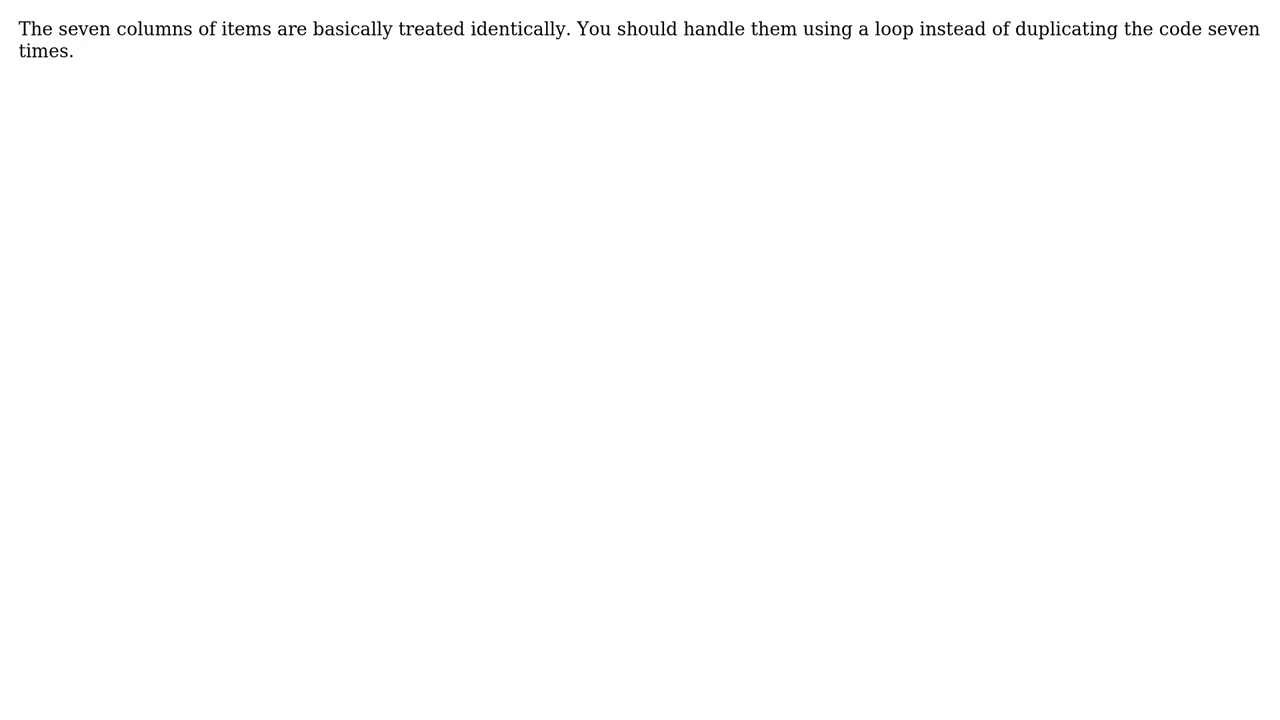 The seven columns of items are basically treated identically. You should handle them using a loop instead of duplicating the code seven
times.